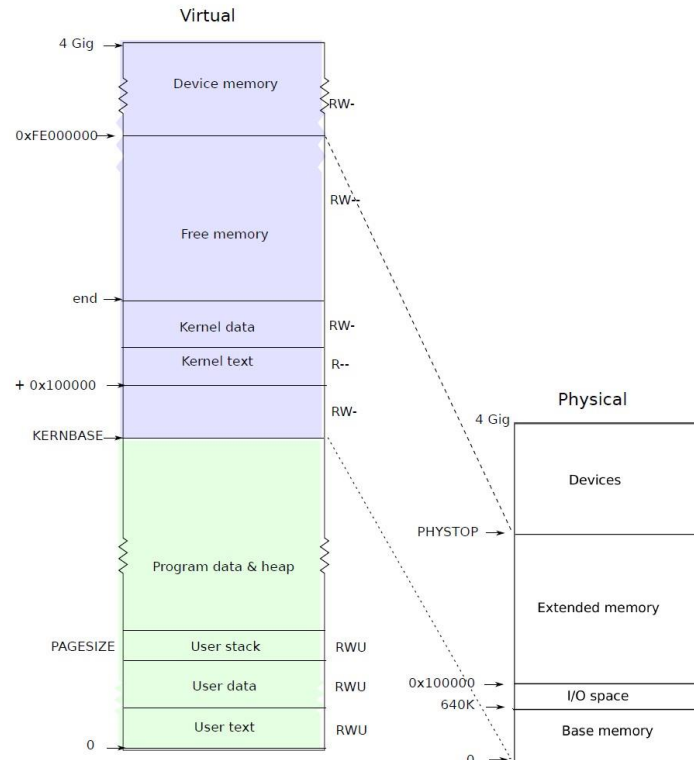 Virtual
4 Gig
Device memory
RW-
0xFE000000
RW--
Free memory
end
Kernel data
RW-
Kernel text
R--
+ 0x100000
RW-
Physical
4 Gig
KERNBASE
Devices
PHYSTOP
Program data & heap
Extended memory
PAGESIZE
User stack
RWU
0x100000
User data
RWU
I/O space
640K
User text
RWU
Base memory
0
0